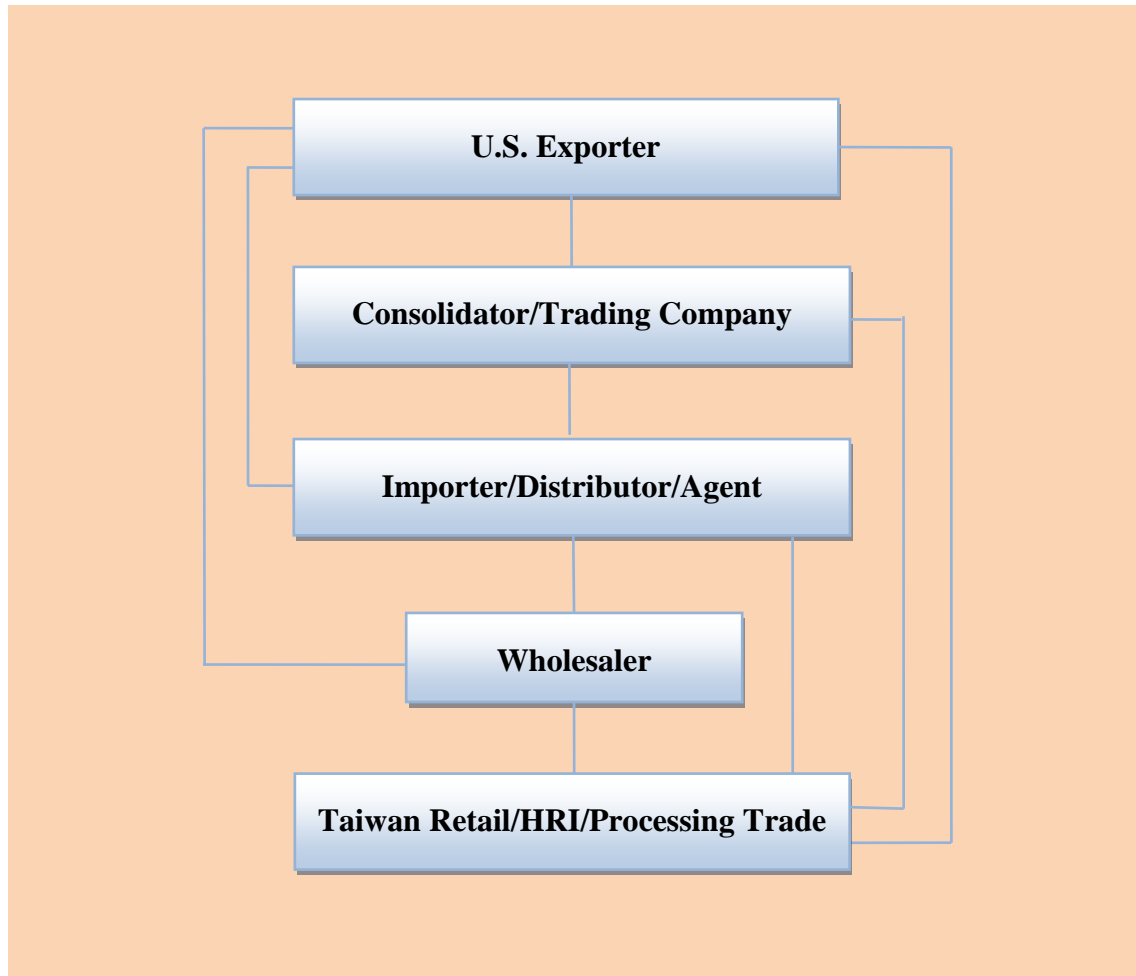 U.S. Exporter
Consolidator/Trading Company
Importer/Distributor/Agent
Wholesaler
Taiwan Retail/HRI/Processing Trade